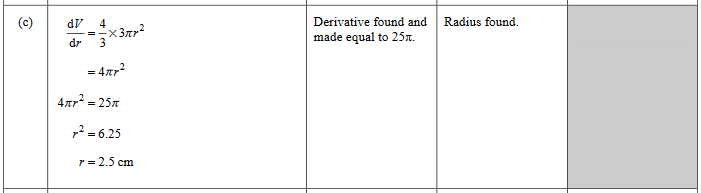 (c)
dV/dr = 4/3 × 3πr²
= 4πr²
4πr² = 25π
r² = 6.25
r = 2.5 cm
Derivative found and
made equal to 25π.
Radius found.